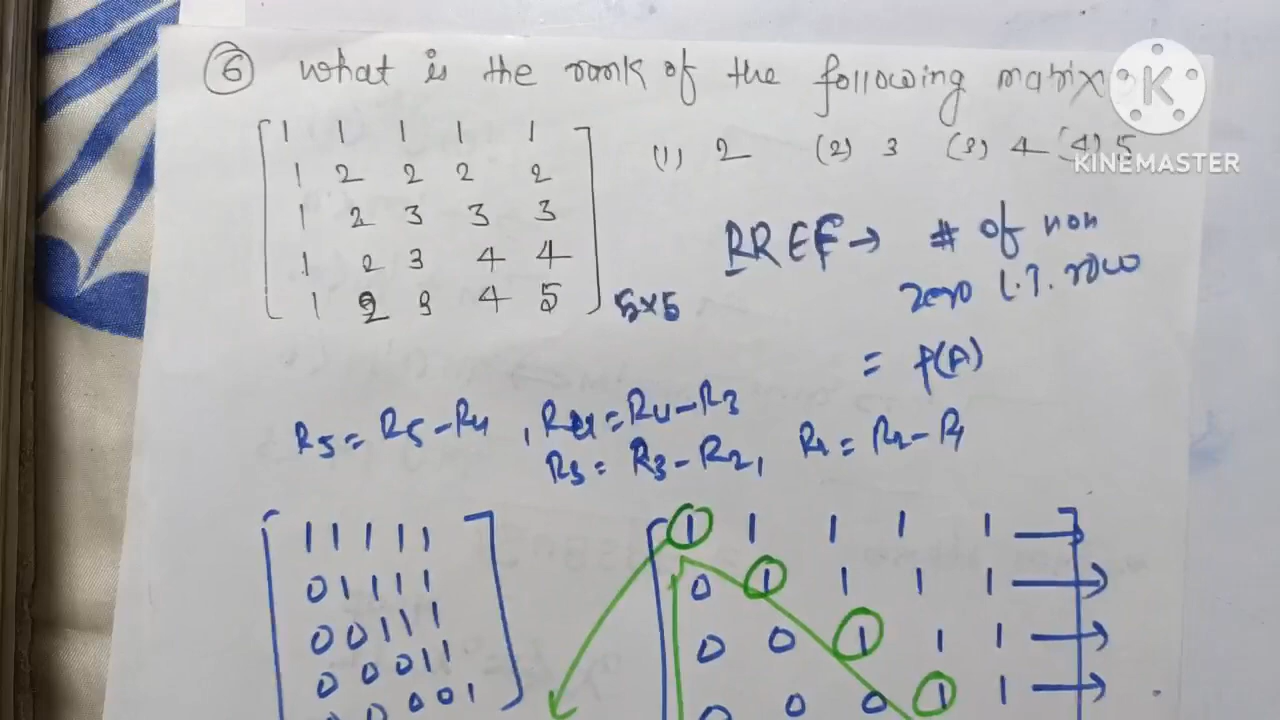 6 what is the rank of the following matrix
1 1 1 1 1
1 2 2 2 2
1 2 3 3 3
1 2 3 4 4
1 2 3 4 5
5×5
(1) 2 (2) 3 (3) 4 (4) 5
K
KINEMASTER
RREF → # of non
zero L.I. row
= ρ(A)
R5 = R5 - R4 , R4 = R4 - R3
R3 = R3 - R2, R2 = R2 - R1
1 1 1 1 1
0 1 1 1 1
0 0 1 1 1
0 0 0 1 1
0 0 0 0 1
1 1 1 1 1
0 1 1 1 1
0 0 1 1 1
0 0 0 1 1